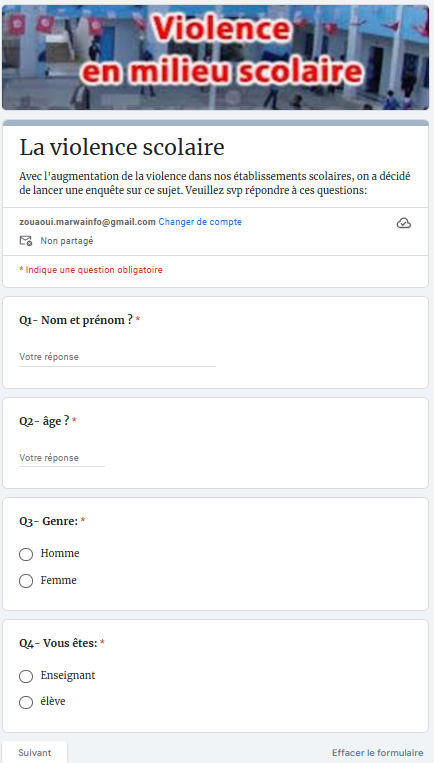 Violence
en milieu scolaire
La violence scolaire
Avec l'augmentation de la violence dans nos établissements scolaires, on a décidé
de lancer une enquête sur ce sujet. Veuillez svp répondre à ces questions:
zouaoui.marwainfo@gmail.com Changer de compte
Non partagé
* Indique une question obligatoire
Q1- Nom et prénom ? *
Votre réponse
Q2- âge ? *
Votre réponse
Q3- Genre: *
Homme
Femme
Q4- Vous êtes: *
Enseignant
élève
Suivant Effacer le formulaire